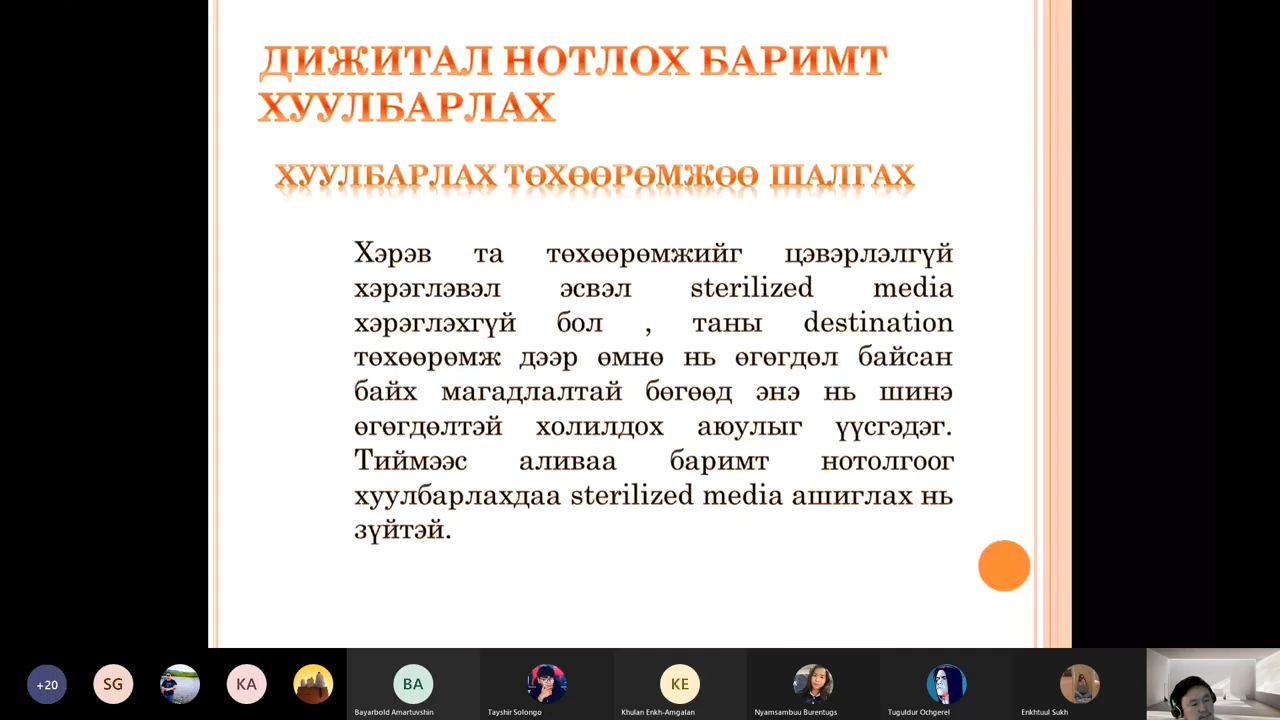 ДИЖИТАЛ НОТЛОХ БАРИМТ
ХУУЛБАРЛАХ
ХУУЛБАРЛАХ ТӨХӨӨРӨМЖӨӨ ШАЛГАХ
Хэрэв та төхөөрөмжийг цэвэрлэлгүй
хэрэглэвэл эсвэл sterilized media
хэрэглэхгүй бол , таны destination
төхөөрөмж дээр өмнө нь өгөгдөл байсан
байх магадлалтай бөгөөд энэ нь шинэ
өгөгдөлтэй холилдох аюулыг үүсгэдэг.
Тиймээс аливаа баримт нотолгоог
хуулбарлахдаа sterilized media ашиглах нь
зүйтэй.
+20 SG KA BA KE
Bayarbold Amartuvshin Tayshir Solongo Khulan Enkh-Amgalan Nyamsambuu Burentugs Tuguldur Ochgerel Enkhtuul Sukh